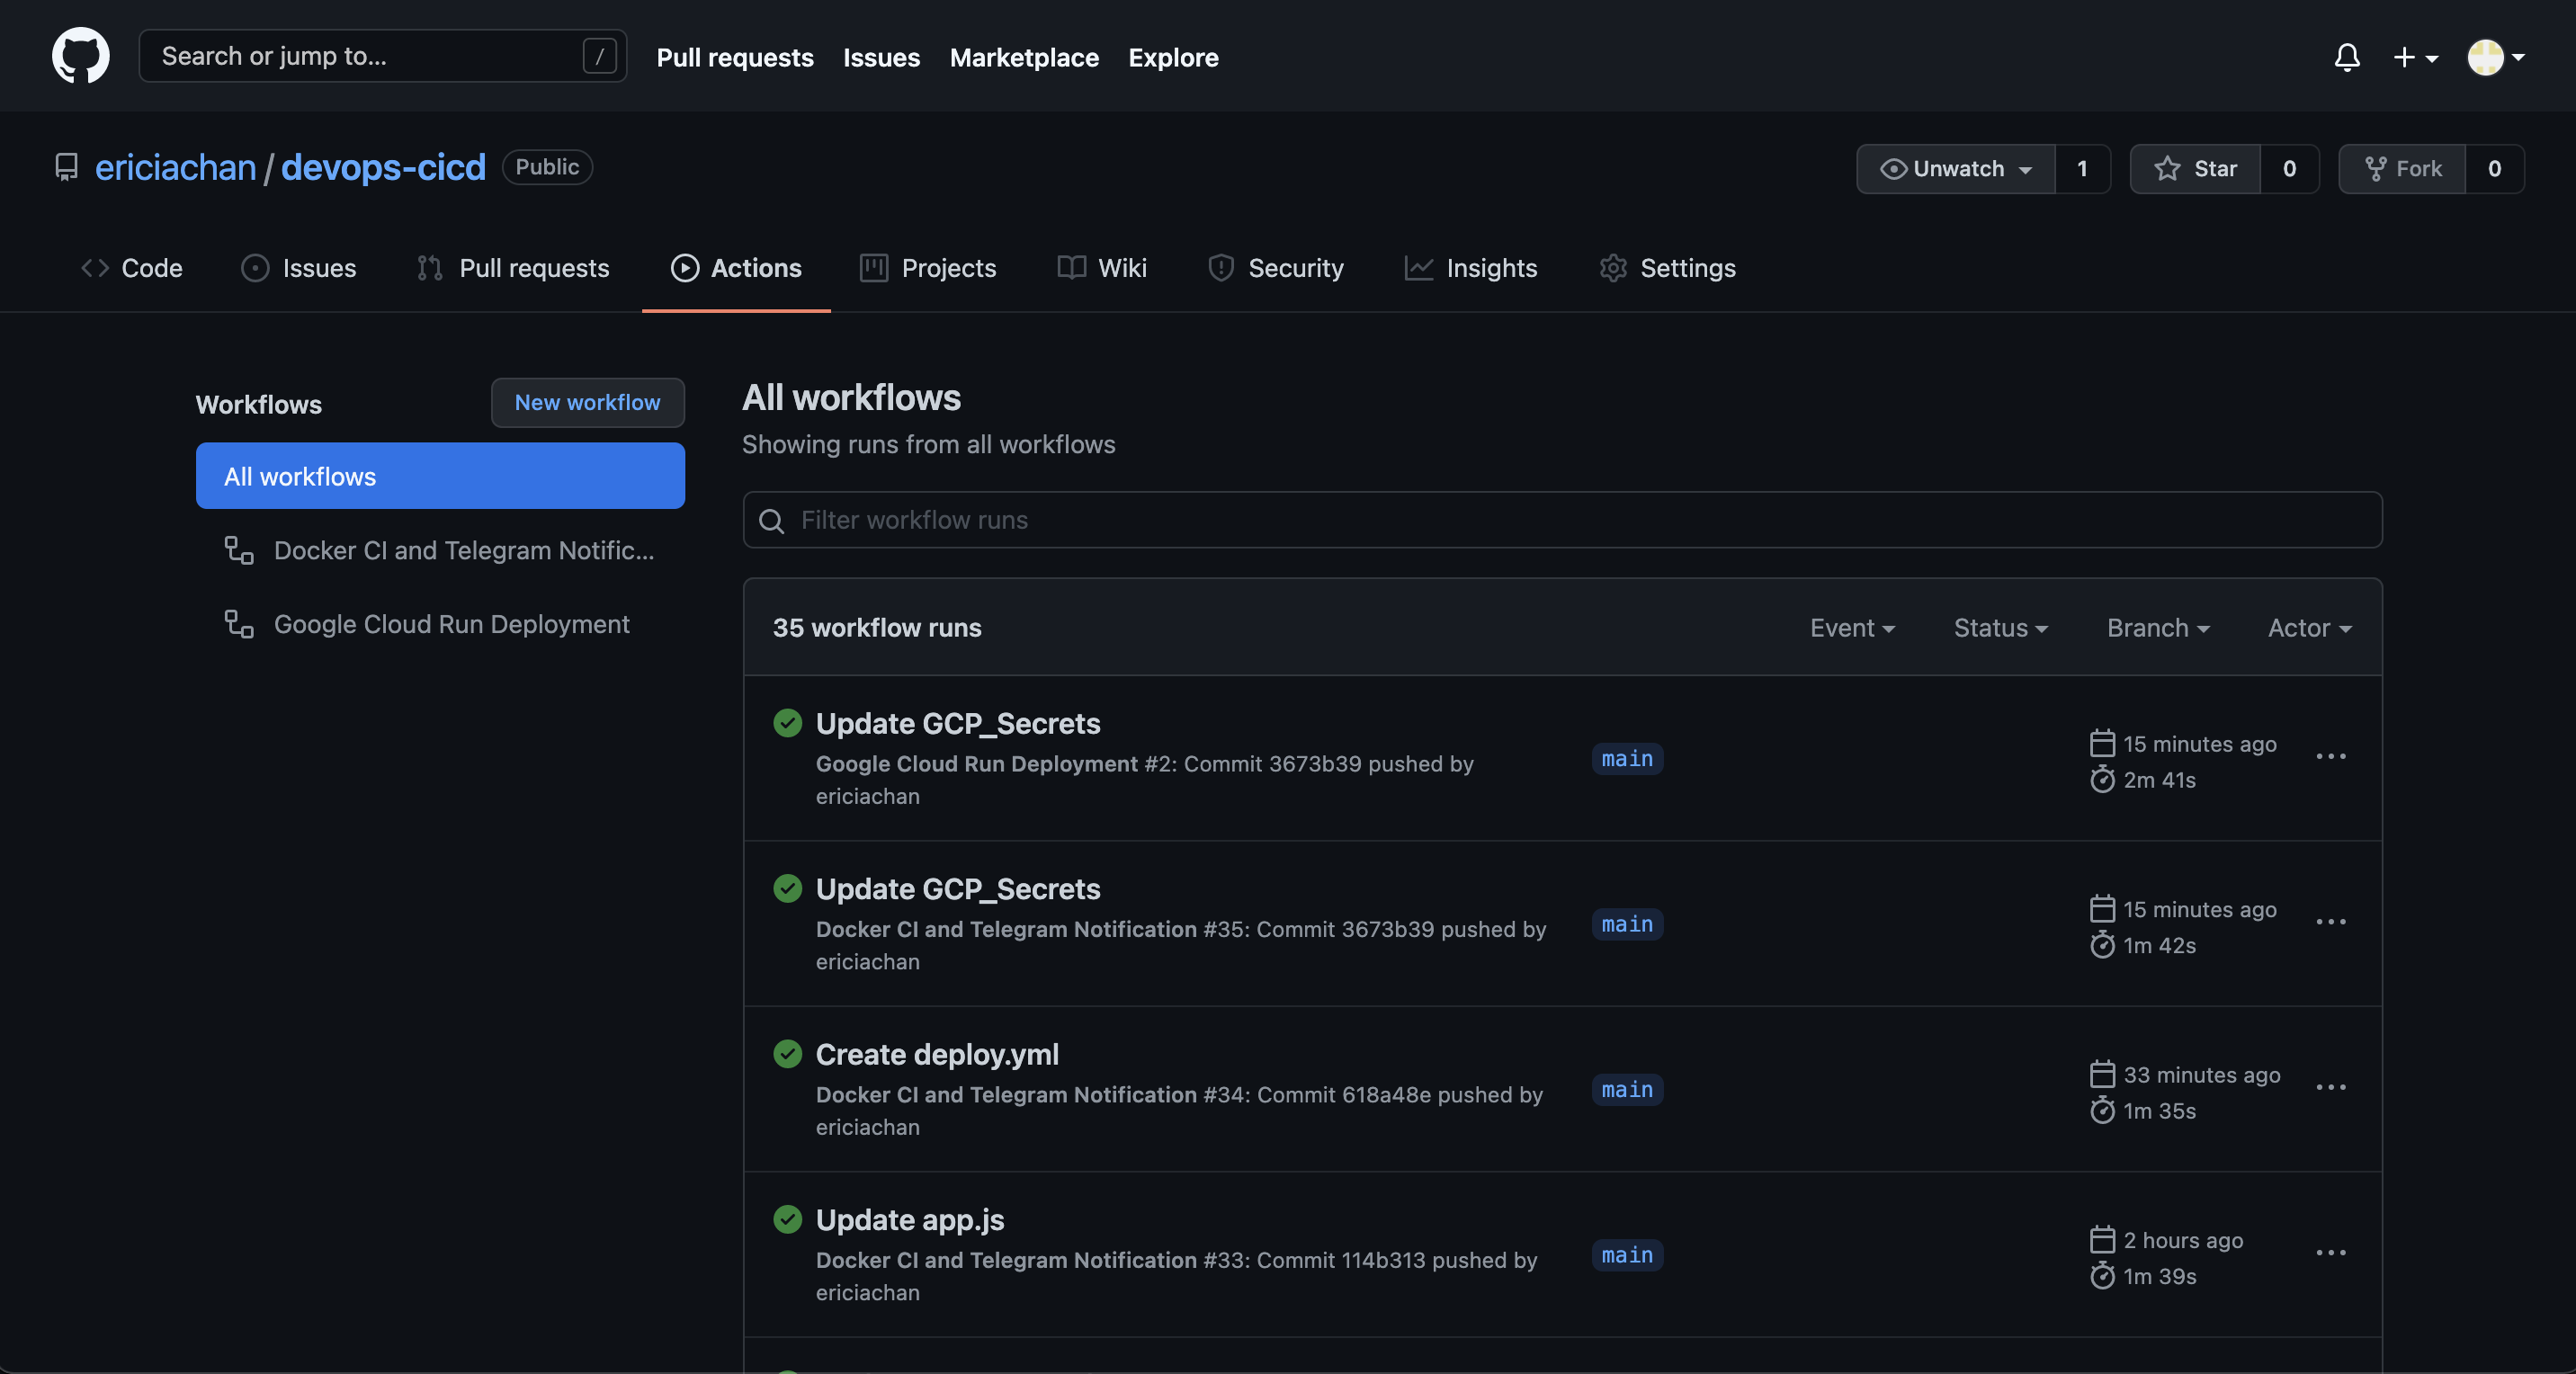 Search or jump to... / Pull requests Issues Marketplace Explore
ericiachan / devops-cicd Public Unwatch 1 Star 0 Fork 0
Code Issues Pull requests Actions Projects Wiki Security Insights Settings
Workflows New workflow
All workflows
Docker CI and Telegram Notific...
Google Cloud Run Deployment
All workflows
Showing runs from all workflows
Filter workflow runs
35 workflow runs Event Status Branch Actor
Update GCP_Secrets
Google Cloud Run Deployment #2: Commit 3673b39 pushed by
ericiachan
main
15 minutes ago
2m 41s
Update GCP_Secrets
Docker CI and Telegram Notification #35: Commit 3673b39 pushed by
ericiachan
main
15 minutes ago
1m 42s
Create deploy.yml
Docker CI and Telegram Notification #34: Commit 618a48e pushed by
ericiachan
main
33 minutes ago
1m 35s
Update app.js
Docker CI and Telegram Notification #33: Commit 114b313 pushed by
ericiachan
main
2 hours ago
1m 39s